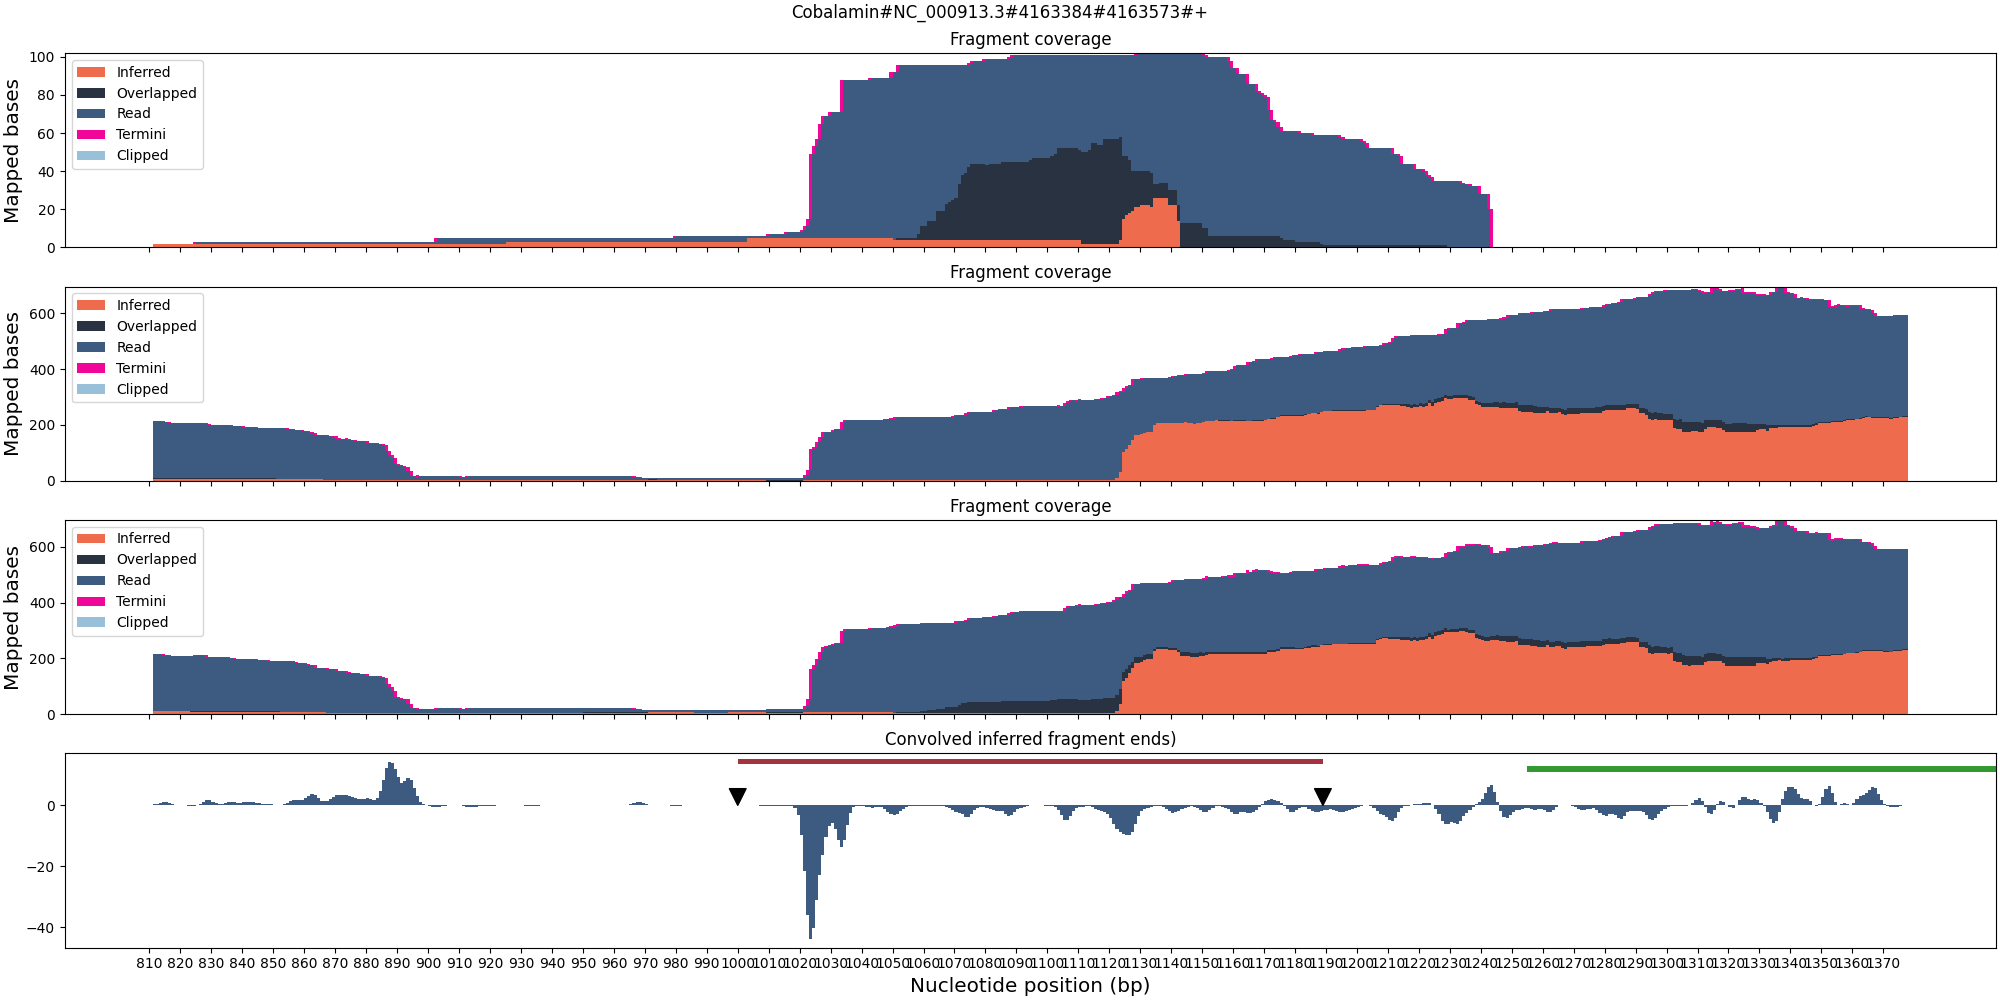 Cobalamin#NC_000913.3#4163384#4163573#+
Fragment coverage
Mapped bases
100
80
60
40
20
0
Inferred
Overlapped
Read
Termini
Clipped
Fragment coverage
Mapped bases
600
400
200
0
Inferred
Overlapped
Read
Termini
Clipped
Fragment coverage
Mapped bases
600
400
200
0
Inferred
Overlapped
Read
Termini
Clipped
Convolved inferred fragment ends)
0
−20
−40
810 820 830 840 850 860 870 880 890 900 910 920 930 940 950 960 970 980 990 1000 1010 1020 1030 1040 1050 1060 1070 1080 1090 1100 1110 1120 1130 1140 1150 1160 1170 1180 1190 1200 1210 1220 1230 1240 1250 1260 1270 1280 1290 1300 1310 1320 1330 1340 1350 1360 1370
Nucleotide position (bp)